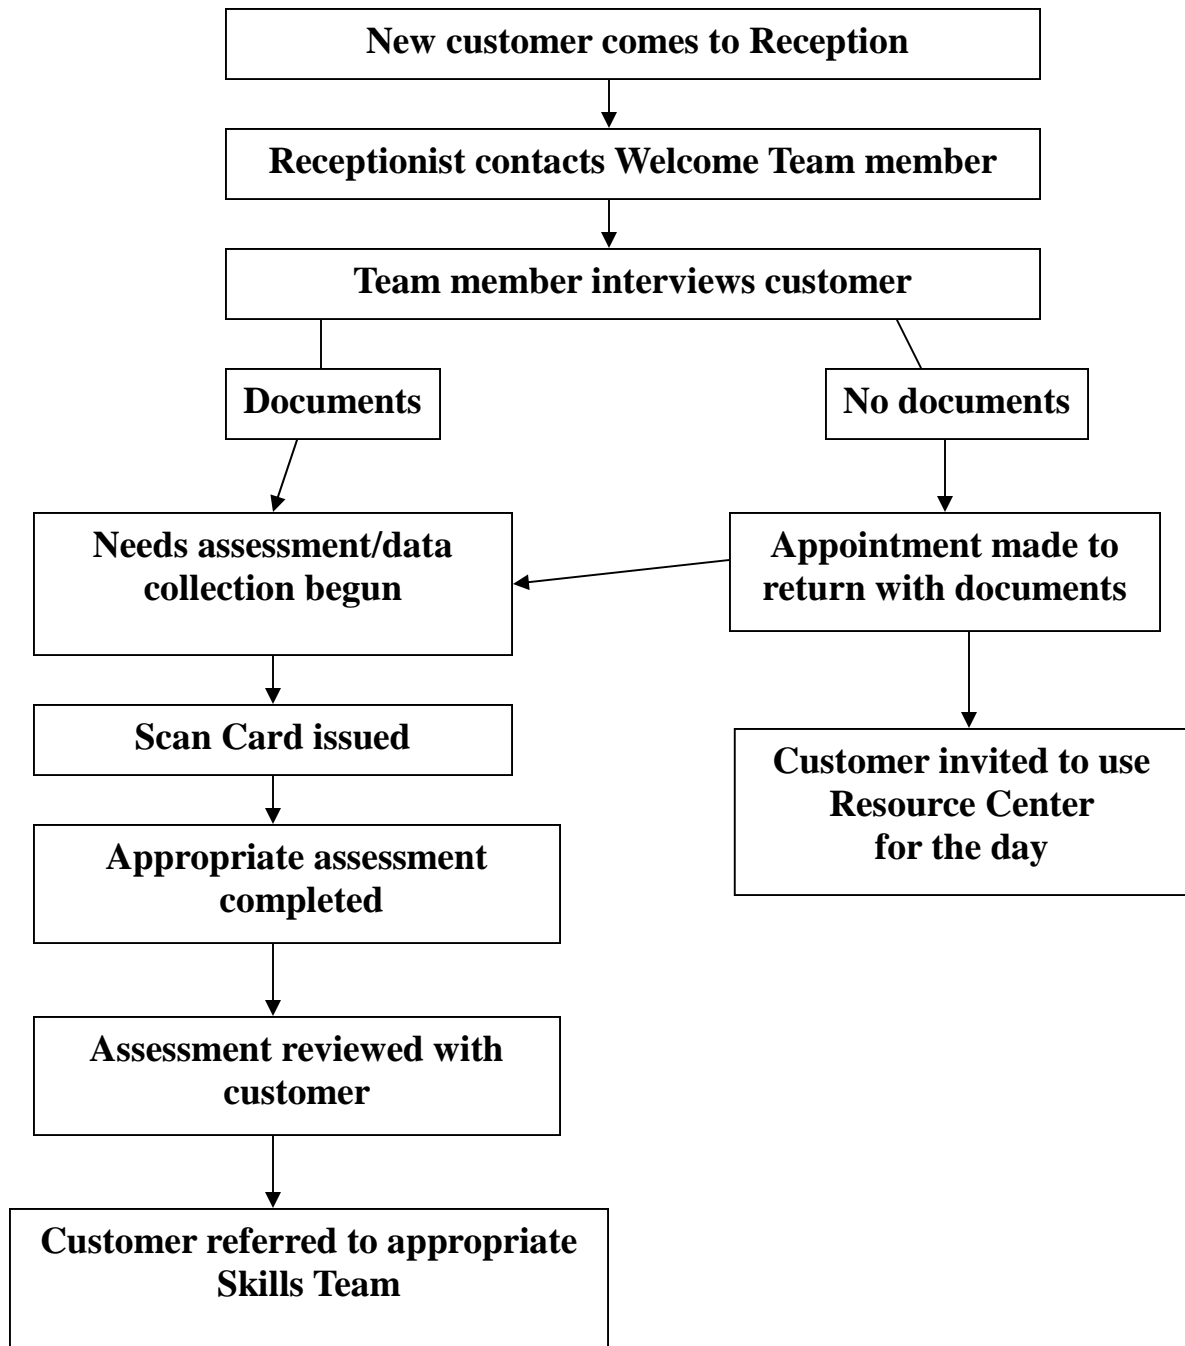 New customer comes to Reception
Receptionist contacts Welcome Team member
Team member interviews customer
Documents
No documents
Needs assessment/data
collection begun
Appointment made to
return with documents
Scan Card issued
Customer invited to use
Resource Center
for the day
Appropriate assessment
completed
Assessment reviewed with
customer
Customer referred to appropriate
Skills Team